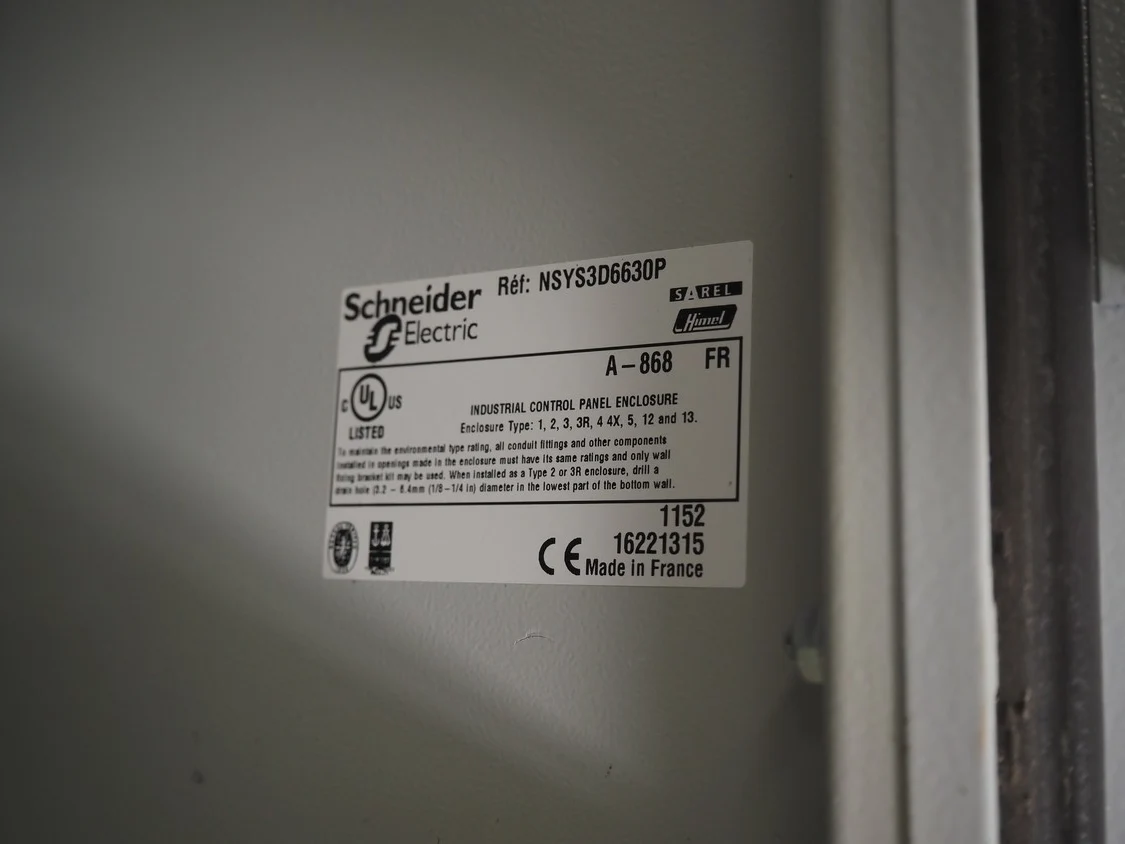 Schneider Electric
Réf: NSYS3D6630P
SAREL
Himel
A-868 FR
C UL US
LISTED
INDUSTRIAL CONTROL PANEL ENCLOSURE
Enclosure Type: 1, 2, 3, 3R, 4 4X, 5, 12 and 13.
To maintain the environmental type rating, all conduit fittings and other components
installed in openings made in the enclosure must have its same ratings and only wall
fixing bracket kit may be used. When installed as a Type 2 or 3R enclosure, drill a
drain hole (3.2 - 6.4mm (1/8-1/4 in) diameter in the lowest part of the bottom wall.
1152
16221315
CE Made in France